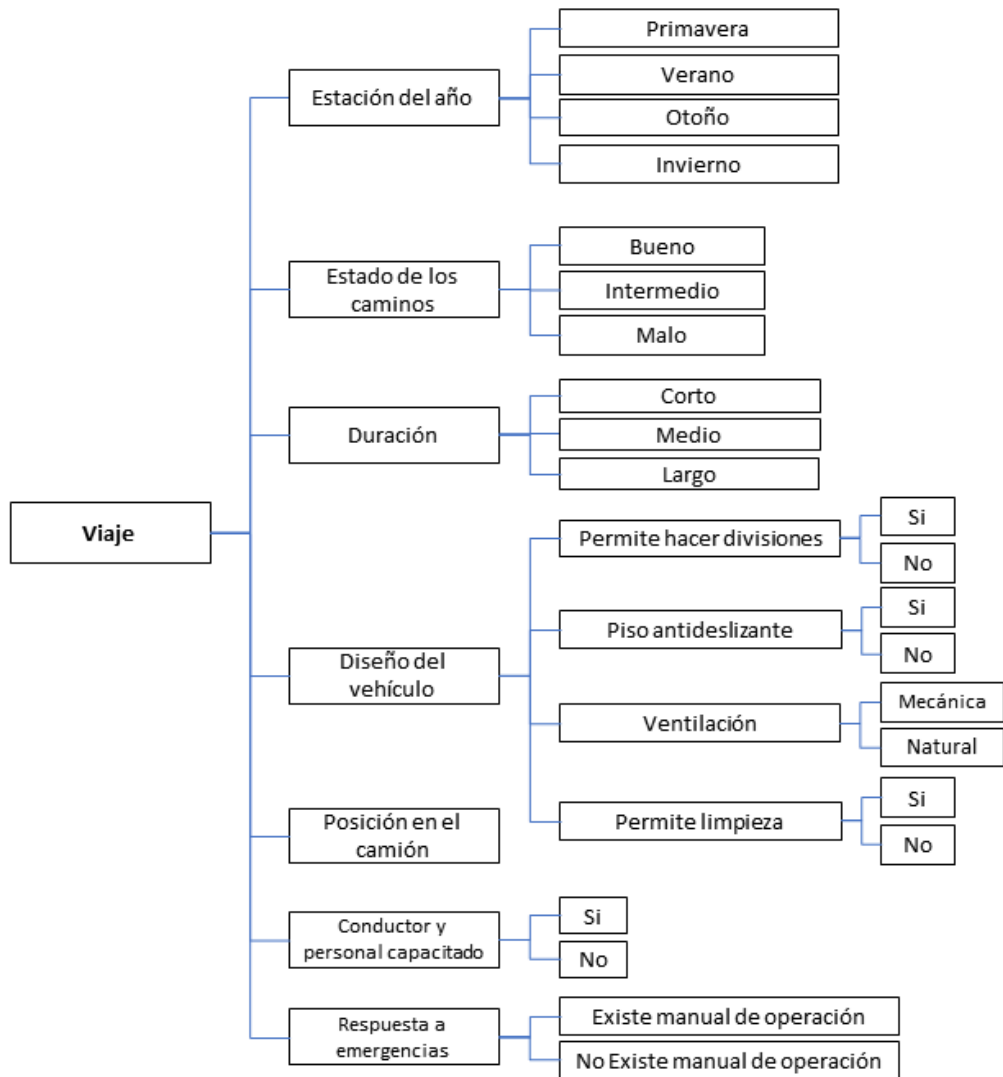 Viaje
Estación del año
Primavera
Verano
Otoño
Invierno
Estado de los
caminos
Bueno
Intermedio
Malo
Duración
Corto
Medio
Largo
Diseño del
vehículo
Permite hacer divisiones
Si
No
Piso antideslizante
Si
No
Ventilación
Mecánica
Natural
Permite limpieza
Si
No
Posición en el
camión
Conductor y
personal capacitado
Si
No
Respuesta a
emergencias
Existe manual de operación
No Existe manual de operación